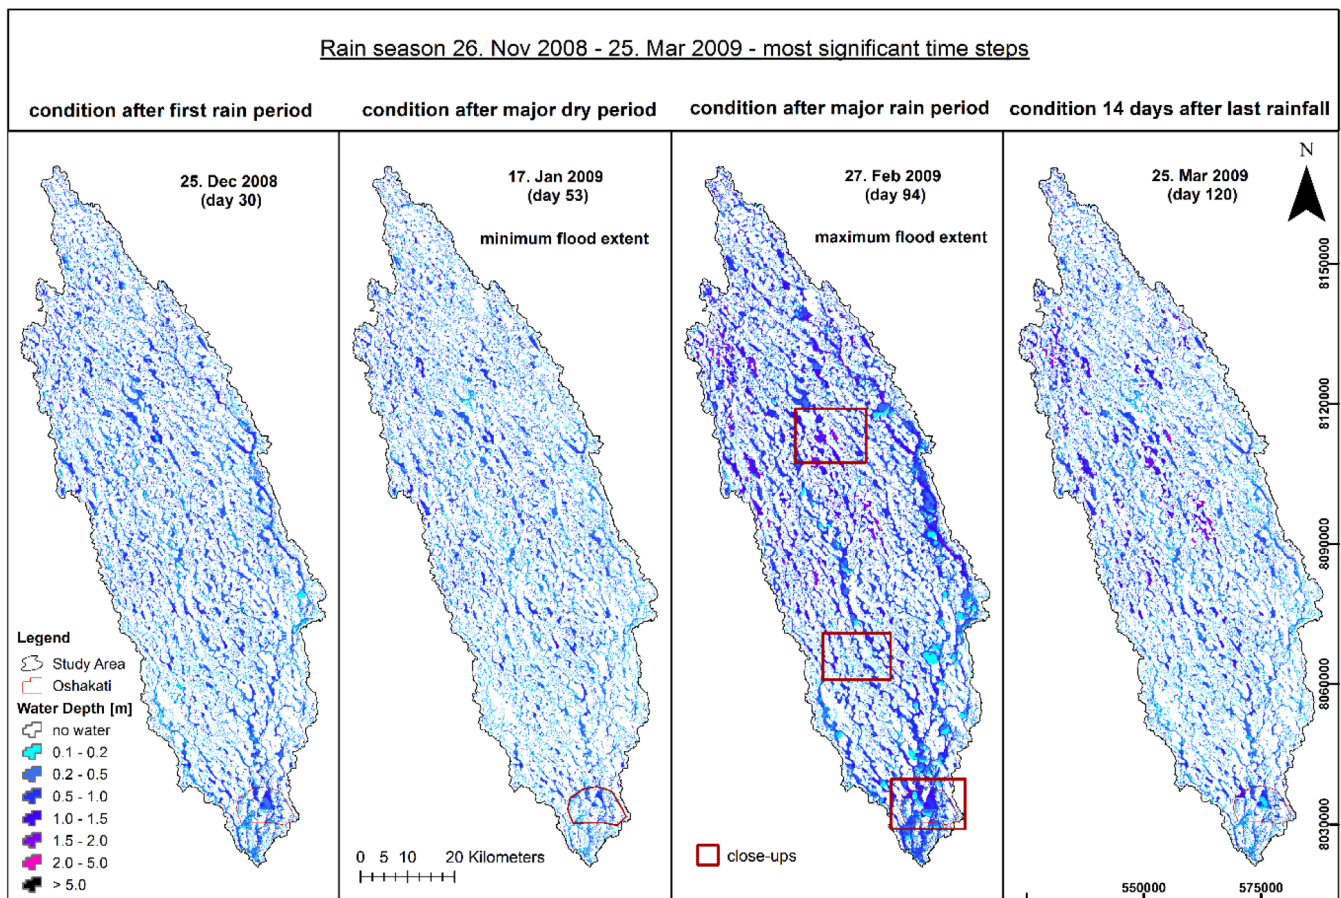 Rain season 26. Nov 2008 - 25. Mar 2009 - most significant time steps
condition after first rain period
condition after major dry period
condition after major rain period
condition 14 days after last rainfall
25. Dec 2008
(day 30)
17. Jan 2009
(day 53)
minimum flood extent
27. Feb 2009
(day 94)
maximum flood extent
25. Mar 2009
(day 120)
N
8150000
8120000
8090000
8060000
8030000
Legend
Study Area
Oshakati
Water Depth [m]
no water
0.1 - 0.2
0.2 - 0.5
0.5 - 1.0
1.0 - 1.5
1.5 - 2.0
2.0 - 5.0
> 5.0
0 5 10 20 Kilometers
close-ups
550000 575000